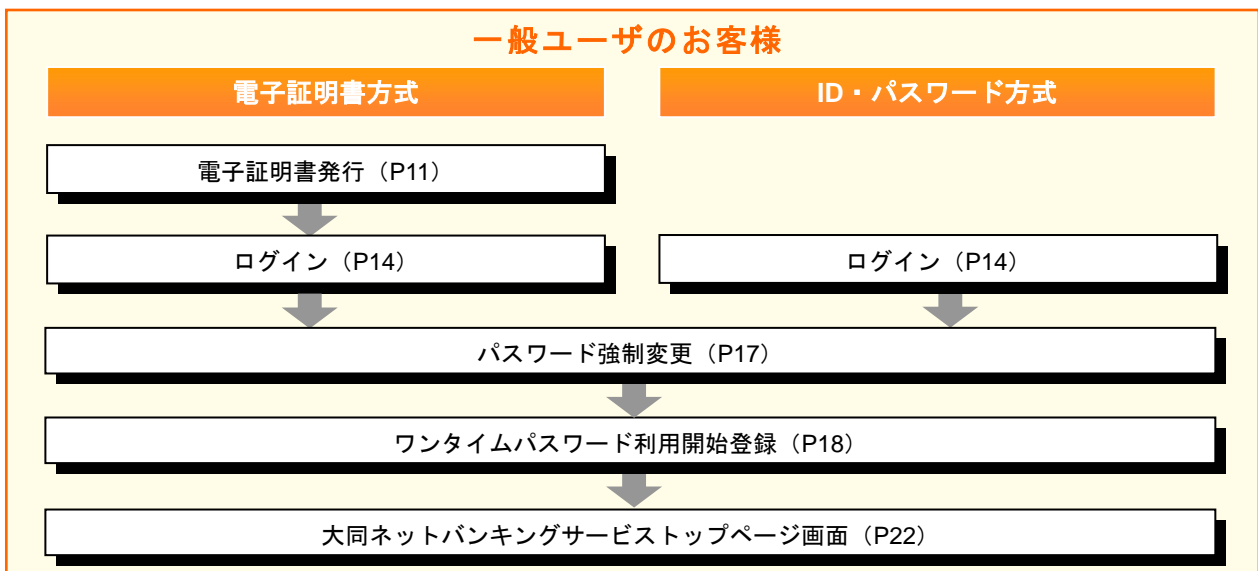 一般ユーザのお客様
電子証明書方式
ID・パスワード方式
電子証明書発行（P11）
ログイン（P14）
ログイン（P14）
パスワード強制変更（P17）
ワンタイムパスワード利用開始登録（P18）
大同ネットバンキングサービストップページ画面（P22）